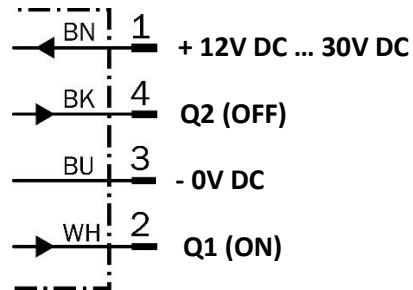 BN 1 + 12V DC ... 30V DC
BK 4 Q2 (OFF)
BU 3 - 0V DC
WH 2 Q1 (ON)